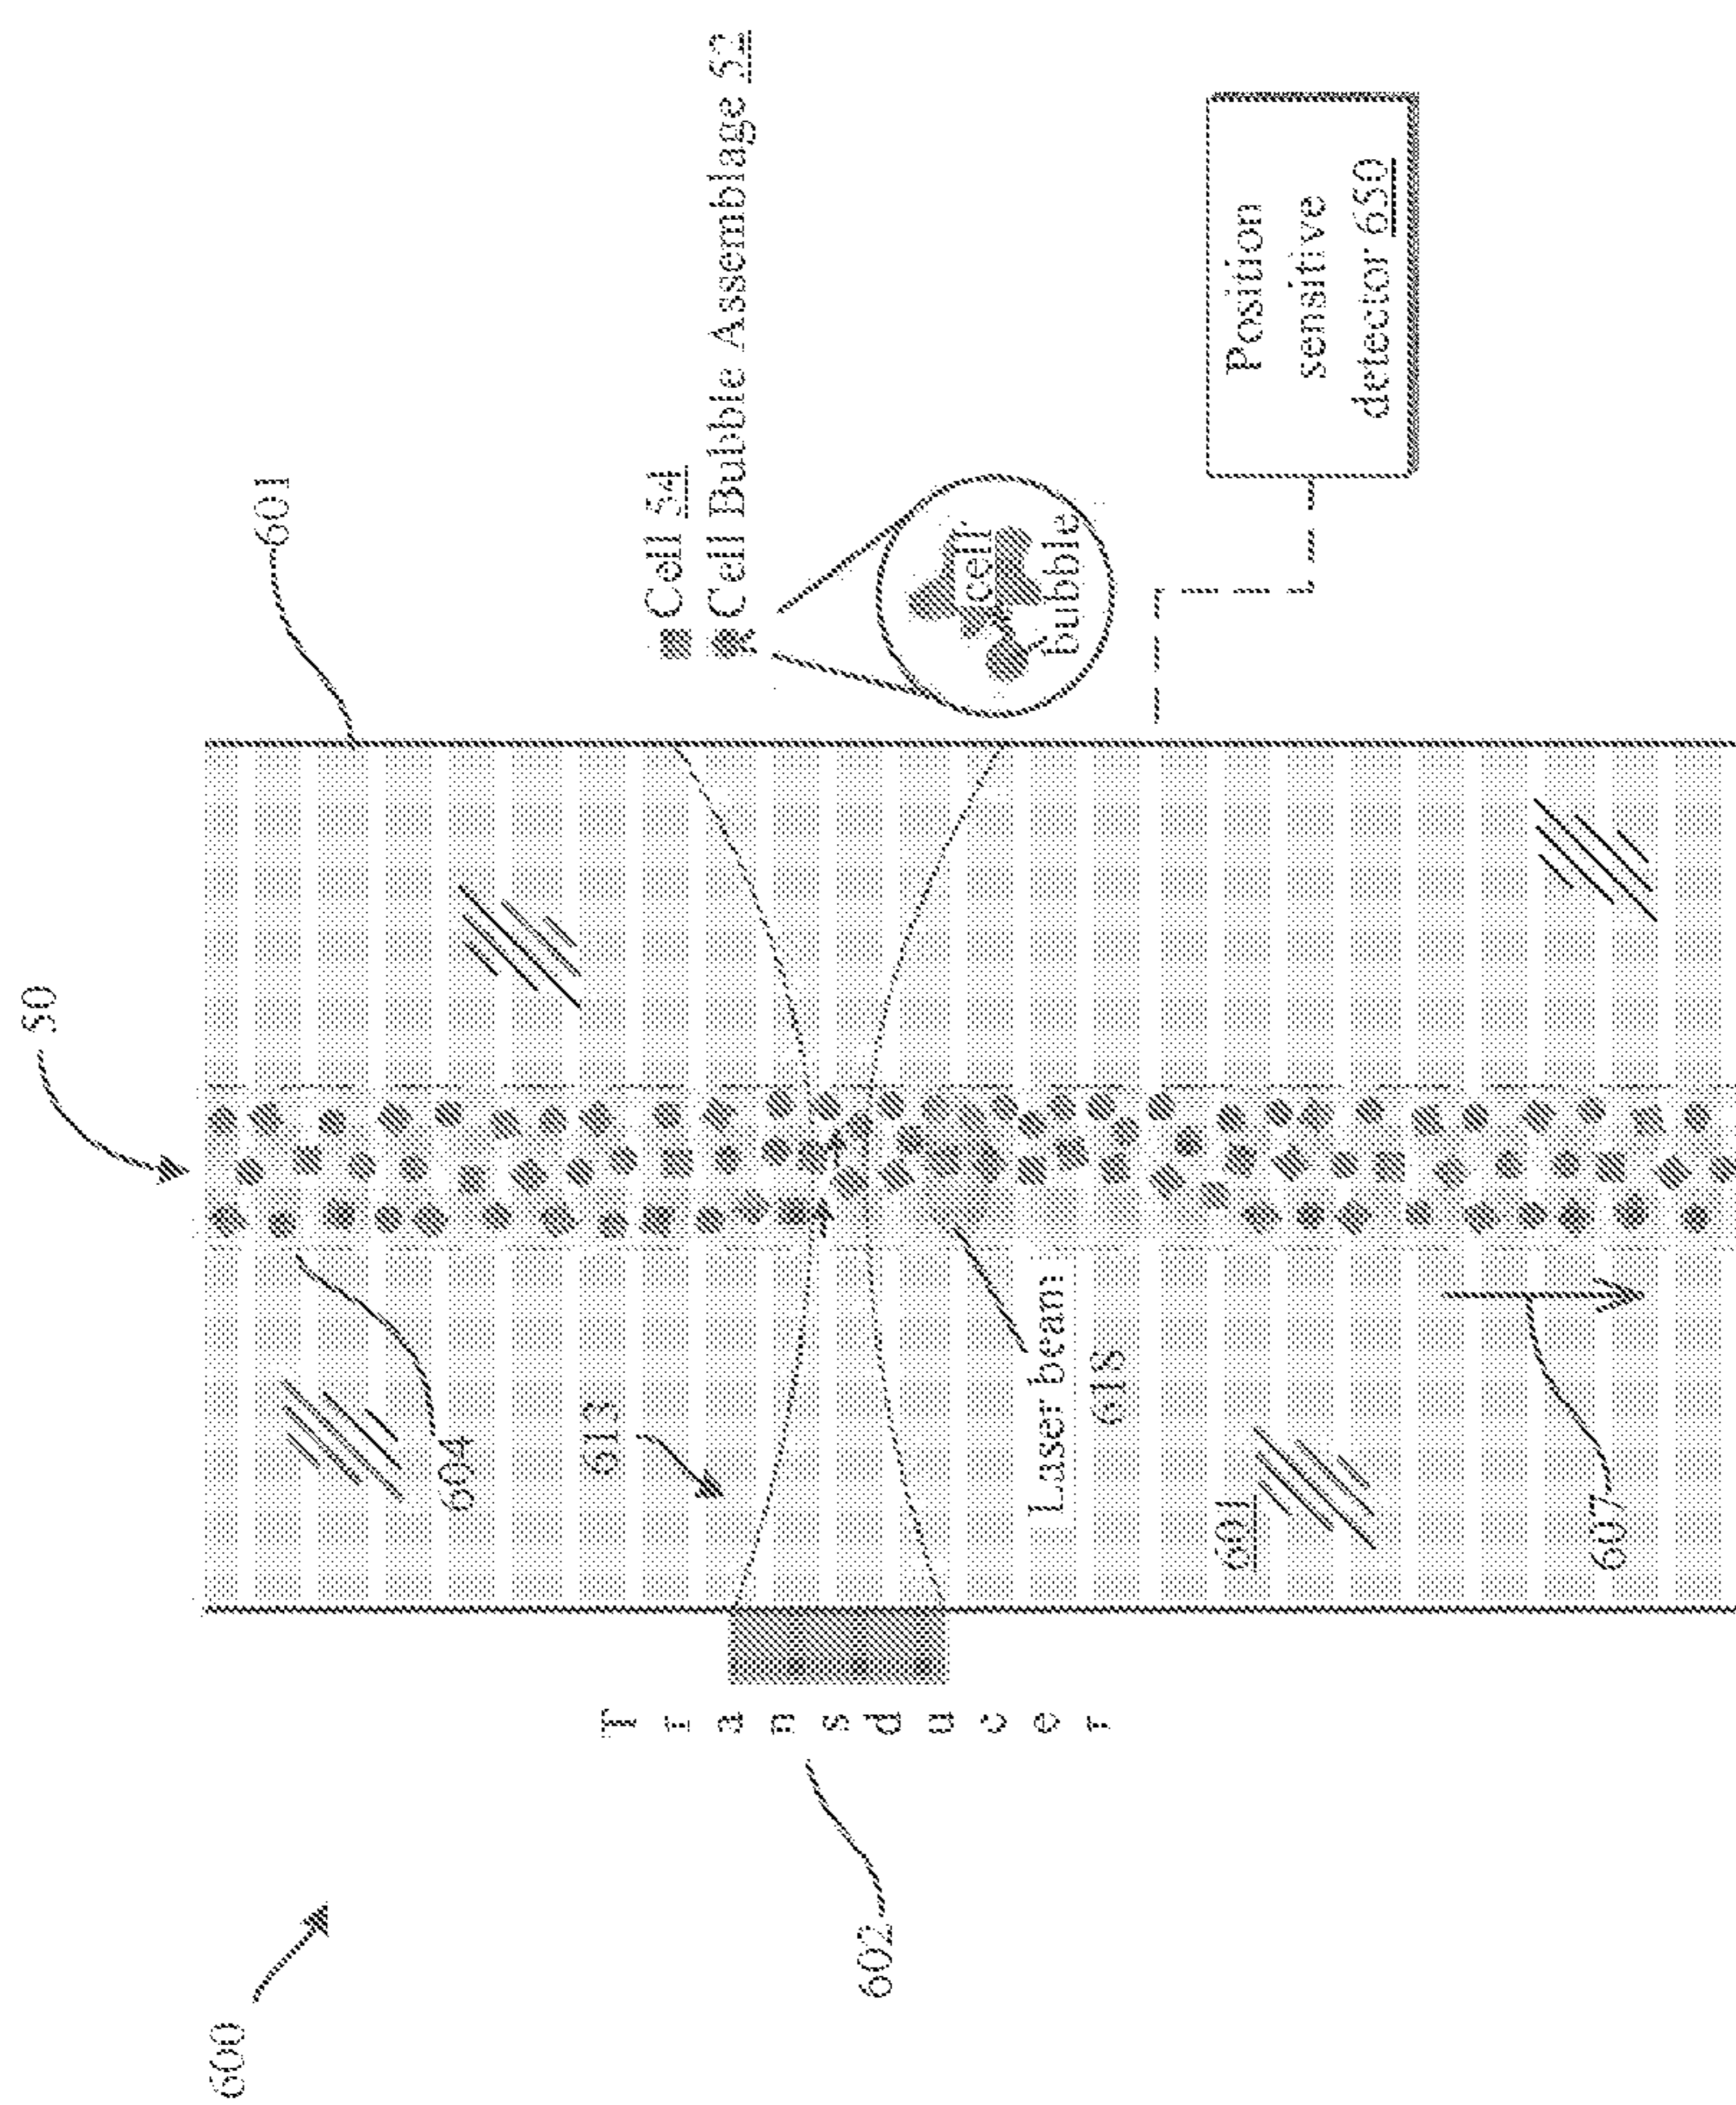 50
600
601
604
613
Transducer
602
Cell 54
Cell Bubble Assemblage 52
cell
bubble
Laser beam
618
601
Position
sensitive
detector 650
607